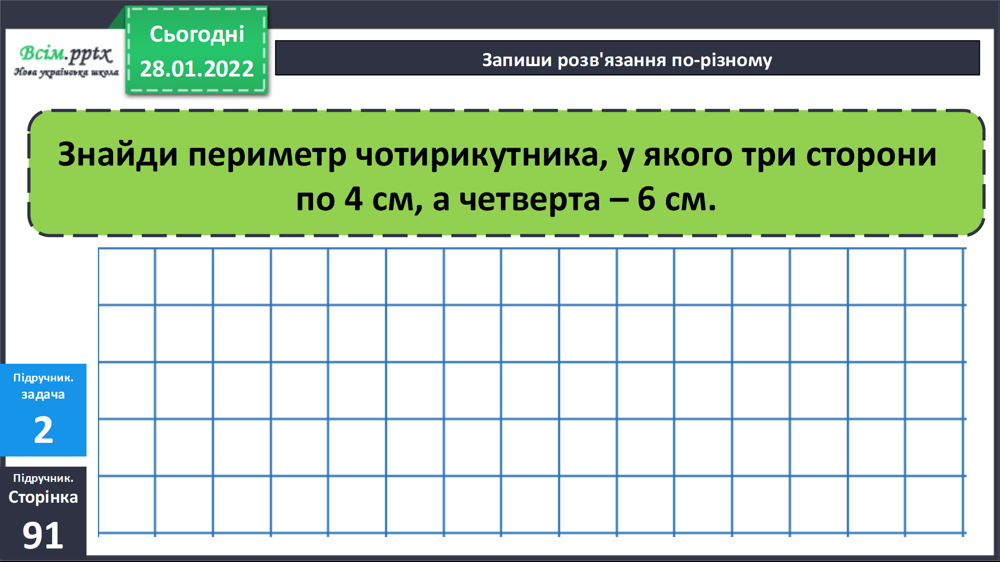 Всім.pptx
Нова українська школа
Сьогодні
28.01.2022
Запиши розв'язання по-різному
Знайди периметр чотирикутника, у якого три сторони
по 4 см, а четверта – 6 см.
Підручник.
задача
2
Підручник.
Сторінка
91